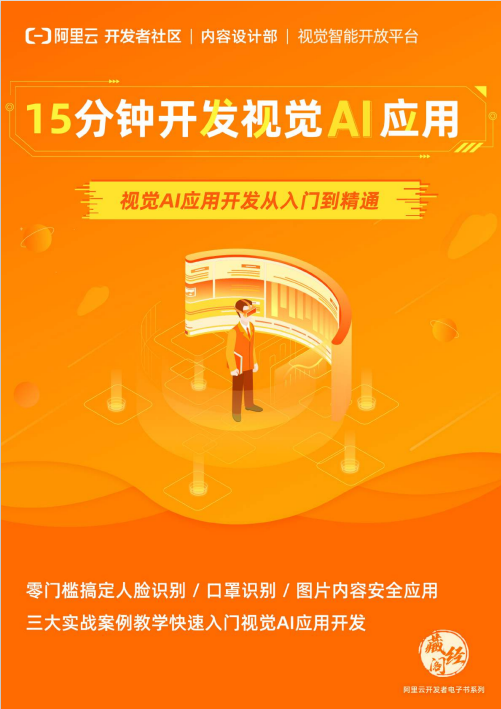 阿里云 开发者社区 | 内容设计部 | 视觉智能开放平台
15分钟开发视觉AI应用
视觉AI应用开发从入门到精通
零门槛搞定人脸识别 / 口罩识别 / 图片内容安全应用
三大实战案例教学快速入门视觉AI应用开发
藏经阁
阿里云开发者电子书系列